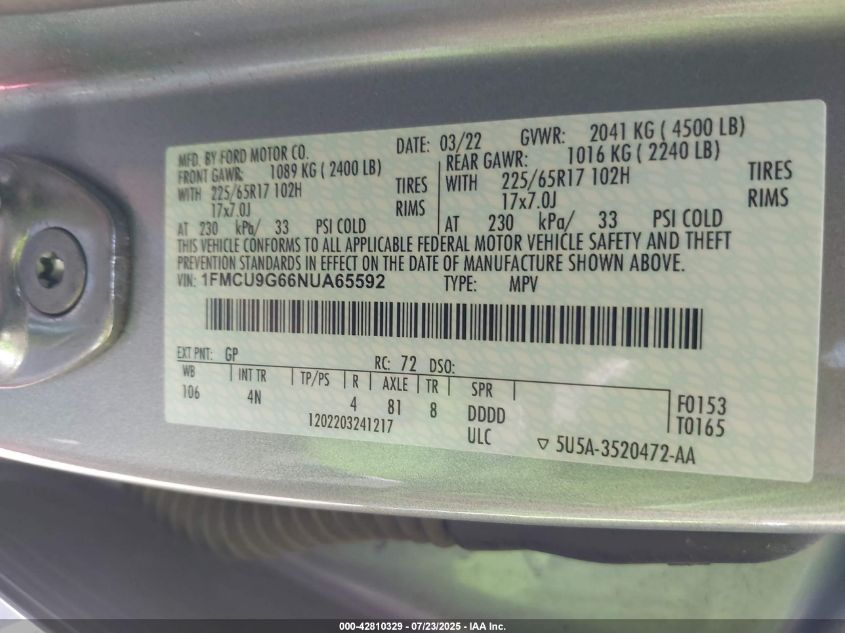 MFD. BY FORD MOTOR CO. DATE: 03/22 GVWR: 2041 KG ( 4500 LB)
FRONT GAWR: 1089 KG ( 2400 LB) REAR GAWR: 1016 KG ( 2240 LB)
WITH 225/65R17 102H TIRES WITH 225/65R17 102H TIRES
17x7.0J RIMS 17x7.0J RIMS
AT 230 kPa/ 33 PSI COLD AT 230 kPa/ 33 PSI COLD
THIS VEHICLE CONFORMS TO ALL APPLICABLE FEDERAL MOTOR VEHICLE SAFETY AND THEFT
PREVENTION STANDARDS IN EFFECT ON THE DATE OF MANUFACTURE SHOWN ABOVE.
VIN: 1FMCU9G66NUA65592 TYPE: MPV
EXT PNT: GP RC: 72 DSO:
WB INT TR TP/PS R AXLE TR SPR
106 4N 4 81 8 DDDD F0153
1202203241217 ULC T0165
▽ 5U5A-3520472-AA
000-42810329 - 07/23/2025 - IAA Inc.